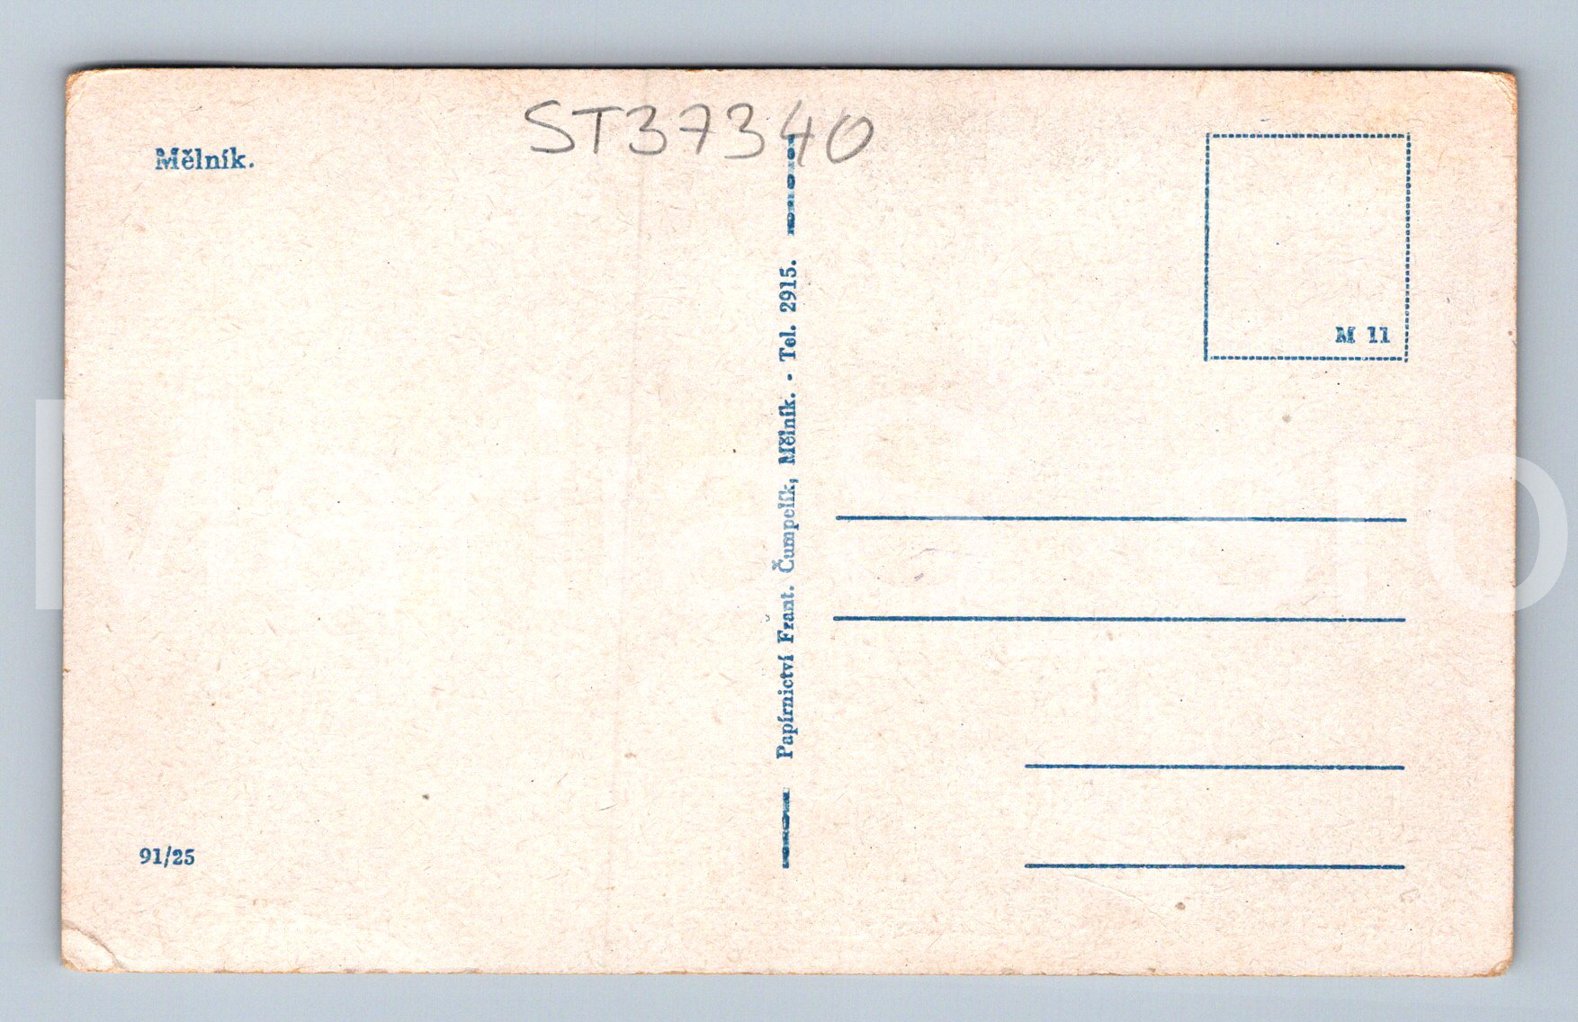 ST37340
Mělník.
M 11
Papírnictví Frant. Čumpelík, Mělník. - Tel. 2915.
91/25